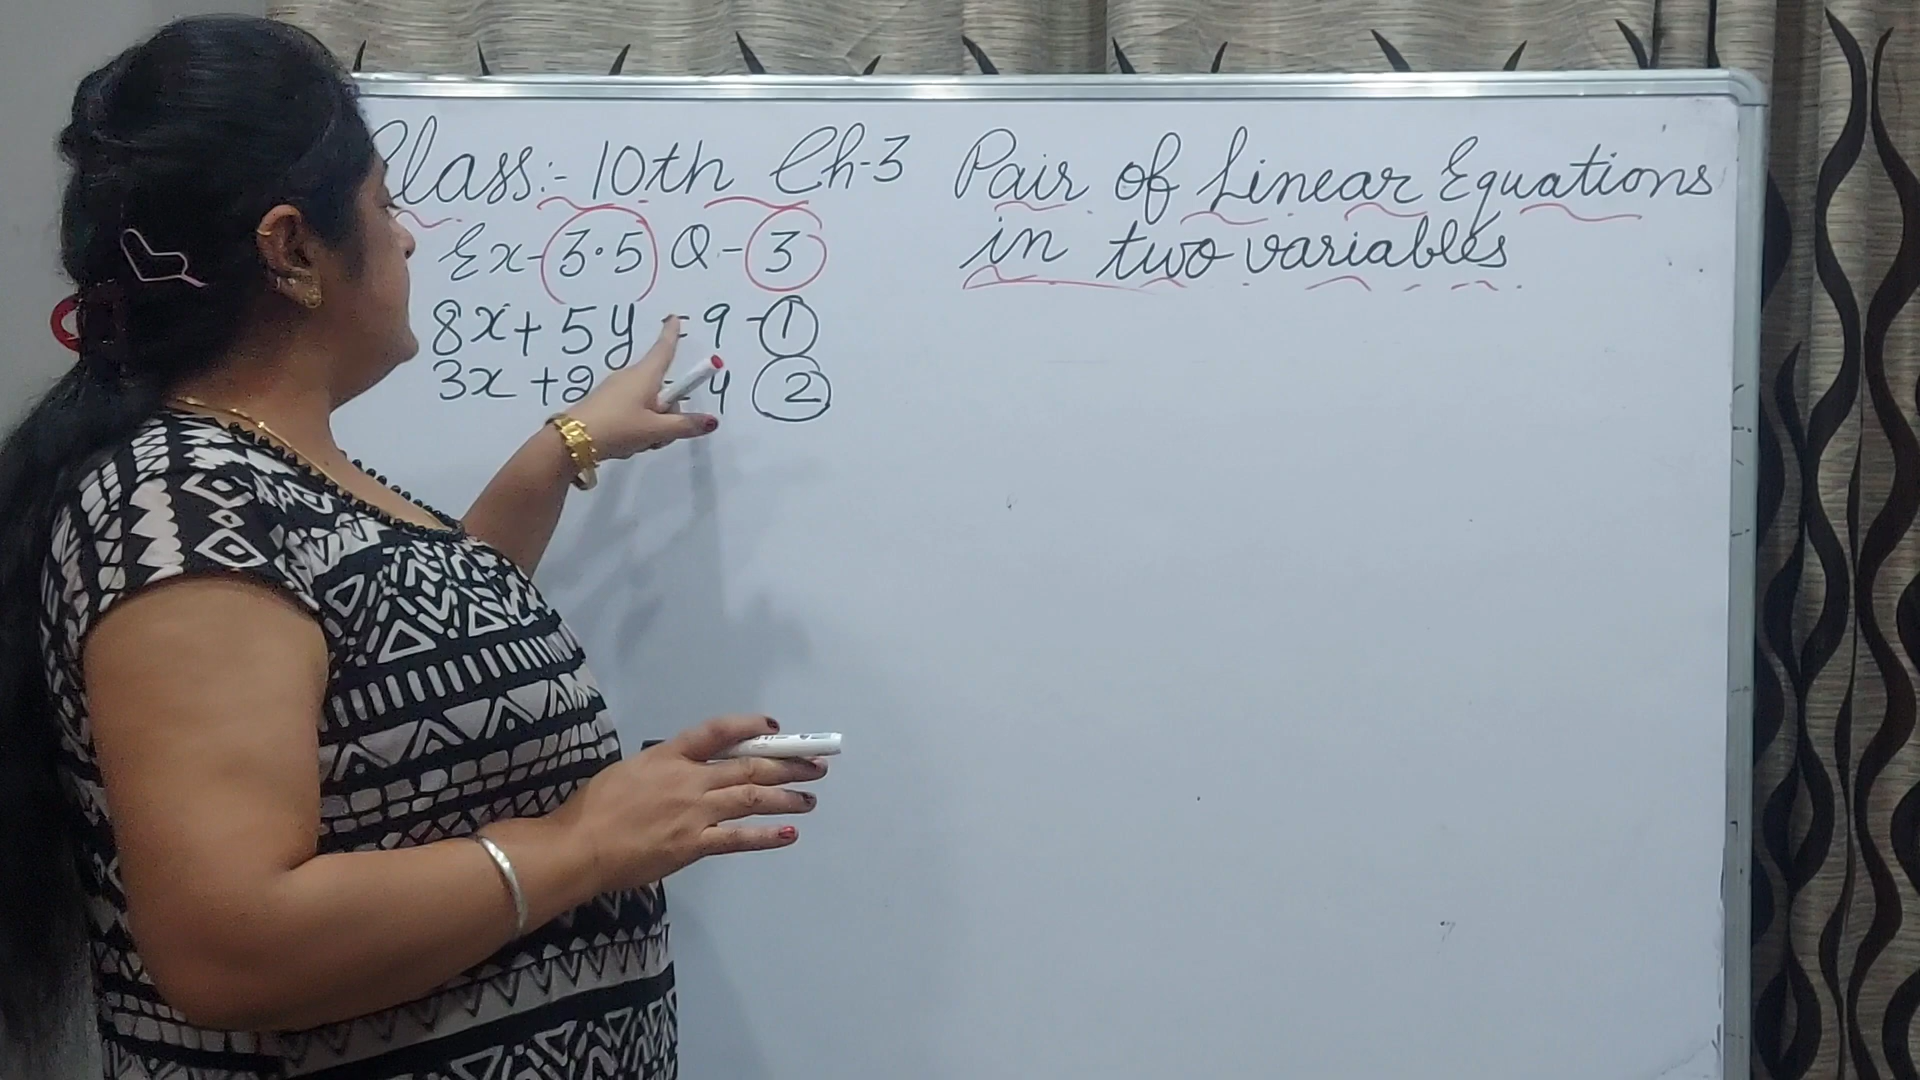 Class:- 10th Ch-3 Pair of Linear Equations
in two variables
Ex-3.5 Q-3
8x+5y=9-1
3x+2 =4 2